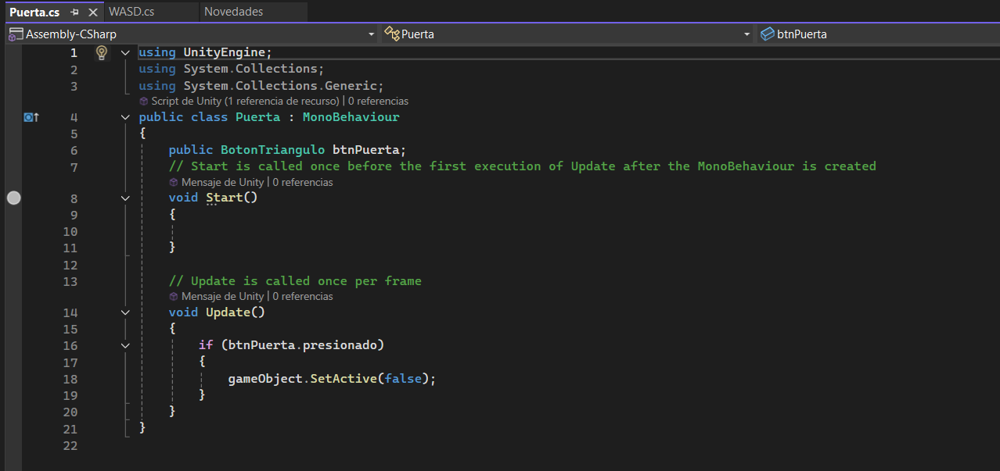 Puerta.cs WASD.cs Novedades
Assembly-CSharp Puerta btnPuerta
1 using UnityEngine;
2 using System.Collections;
3 using System.Collections.Generic;
Script de Unity (1 referencia de recurso) | 0 referencias
4 public class Puerta : MonoBehaviour
5 {
6 public BotonTriangulo btnPuerta;
7 // Start is called once before the first execution of Update after the MonoBehaviour is created
Mensaje de Unity | 0 referencias
8 void Start()
9 {
10
11 }
12
13 // Update is called once per frame
Mensaje de Unity | 0 referencias
14 void Update()
15 {
16 if (btnPuerta.presionado)
17 {
18 gameObject.SetActive(false);
19 }
20 }
21 }
22